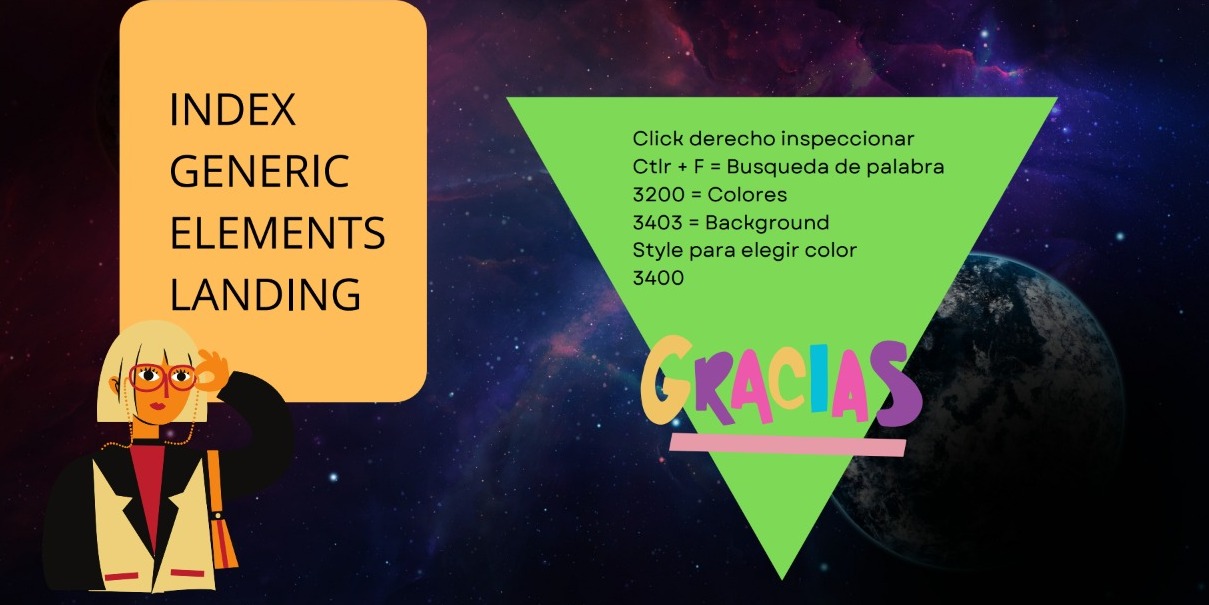 INDEX
GENERIC
ELEMENTS
LANDING
Click derecho inspeccionar
Ctlr + F = Busqueda de palabra
3200 = Colores
3403 = Background
Style para elegir color
3400
GRACIAS